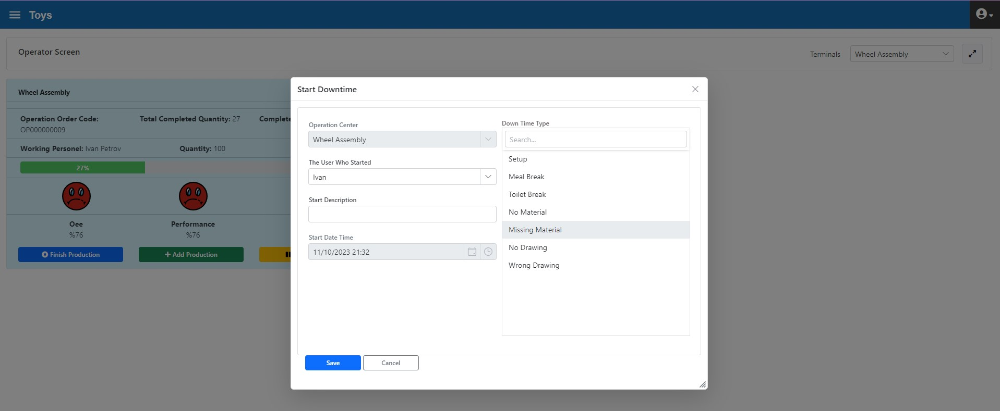 Toys
Operator Screen
Terminals
Wheel Assembly
Wheel Assembly
Operation Order Code:
OP000000009
Total Completed Quantity: 27
Complete
Working Personel: Ivan Petrov
Quantity: 100
27%
Oee
%76
Performance
%76
Finish Production
Add Production
Start Downtime
Operation Center
Wheel Assembly
The User Who Started
Ivan
Start Description
Start Date Time
11/10/2023 21:32
Down Time Type
Search...
Setup
Meal Break
Toilet Break
No Material
Missing Material
No Drawing
Wrong Drawing
Save
Cancel